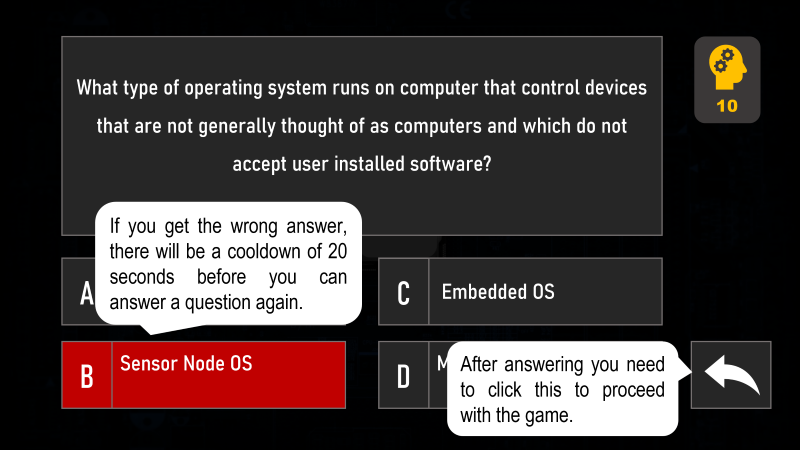 What type of operating system runs on computer that control devices
that are not generally thought of as computers and which do not
accept user installed software?
10
If you get the wrong answer,
there will be a cooldown of 20
seconds before you can
answer a question again.
A
C Embedded OS
B Sensor Node OS
D
After answering you need
to click this to proceed
with the game.